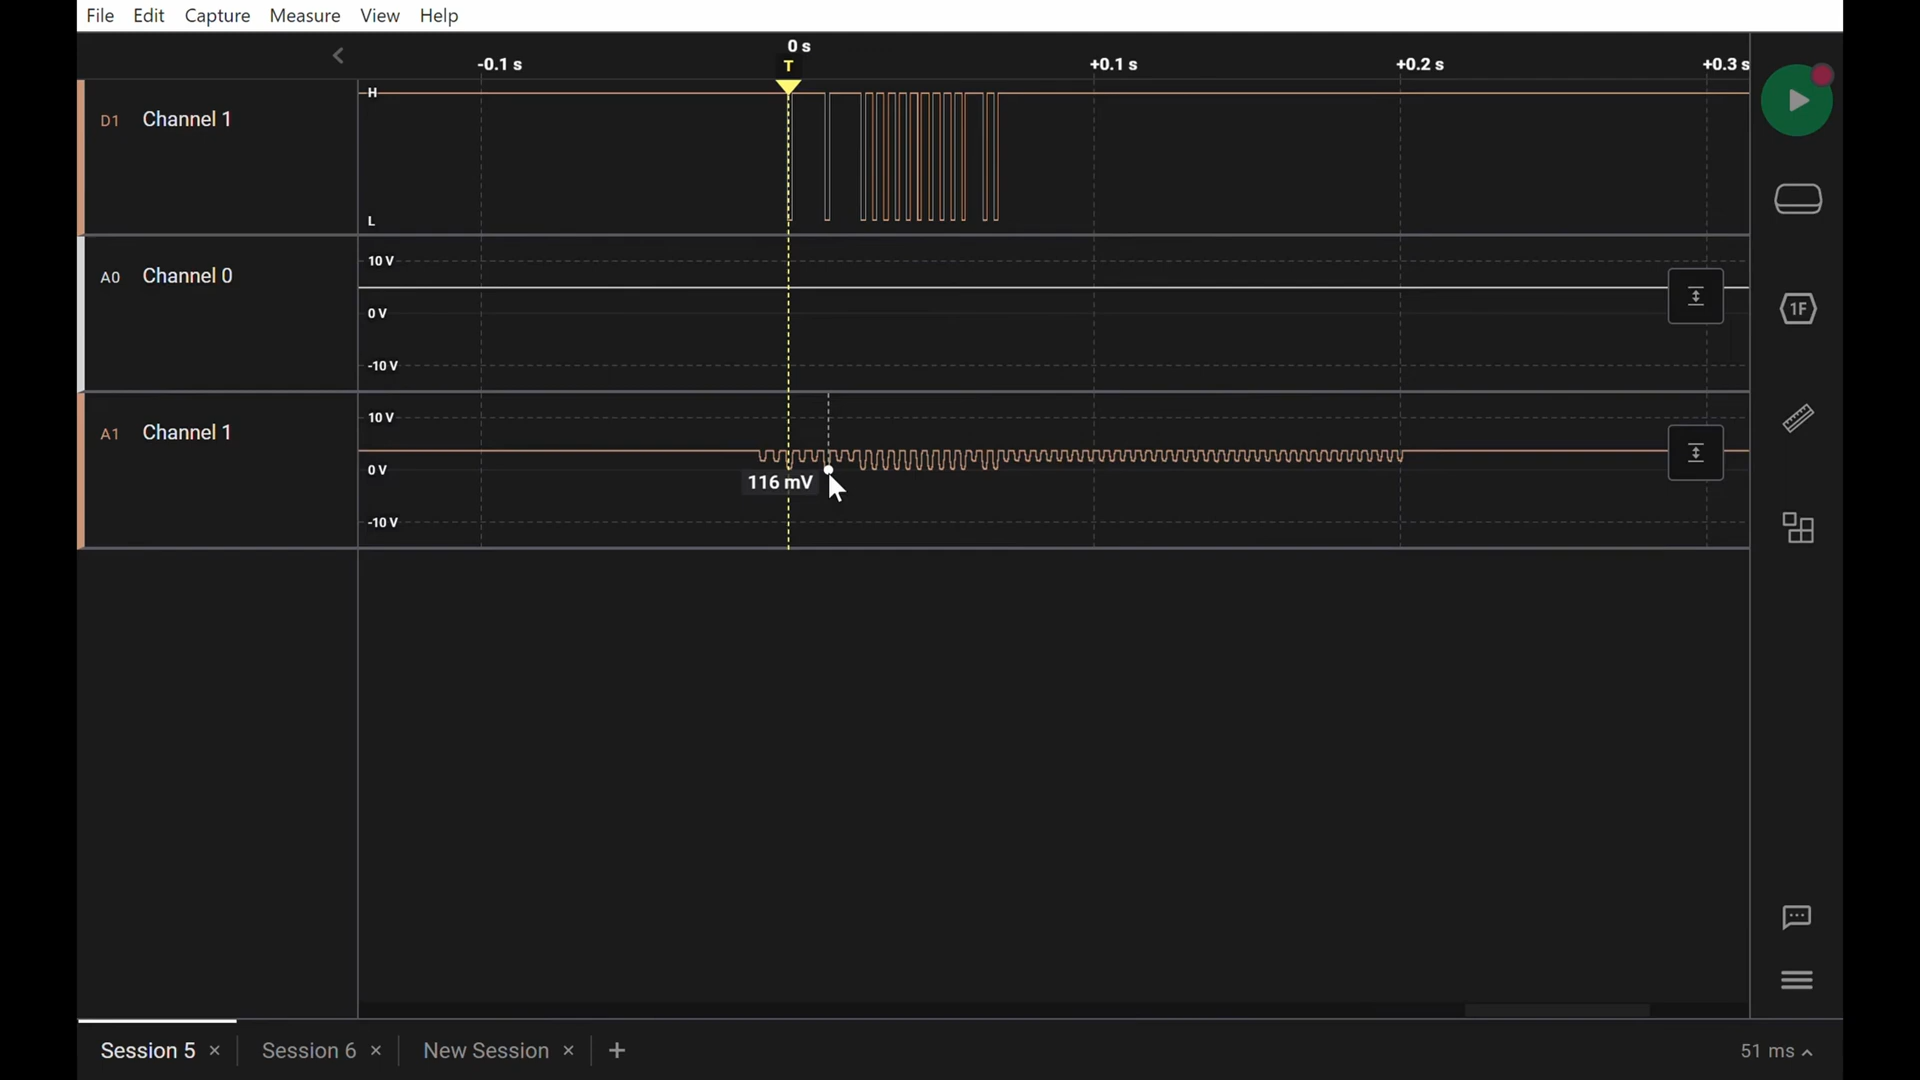 File Edit Capture Measure View Help
0 s
-0.1 s T +0.1 s +0.2 s +0.3 s
H
D1 Channel 1
L
10 V
A0 Channel 0
0 V
-10 V
10 V
A1 Channel 1
0 V
116 mV
-10 V
1F
Session 5 × Session 6 × New Session × +
51 ms